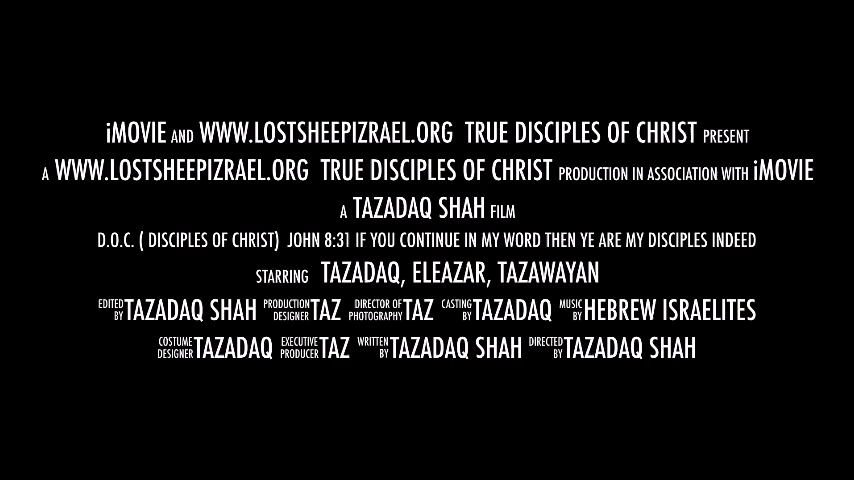 iMOVIE AND WWW.LOSTSHEEPIZRAEL.ORG TRUE DISCIPLES OF CHRIST PRESENT
A WWW.LOSTSHEEPIZRAEL.ORG TRUE DISCIPLES OF CHRIST PRODUCTION IN ASSOCIATION WITH iMOVIE
A TAZADAQ SHAH FILM
D.O.C. ( DISCIPLES OF CHRIST) JOHN 8:31 IF YOU CONTINUE IN MY WORD THEN YE ARE MY DISCIPLES INDEED
STARRING TAZADAQ, ELEAZAR, TAZAWAYAN
EDITED BY TAZADAQ SHAH PRODUCTION DESIGNER TAZ DIRECTOR OF PHOTOGRAPHY TAZ CASTING BY TAZADAQ MUSIC BY HEBREW ISRAELITES
COSTUME DESIGNER TAZADAQ EXECUTIVE PRODUCER TAZ WRITTEN BY TAZADAQ SHAH DIRECTED BY TAZADAQ SHAH